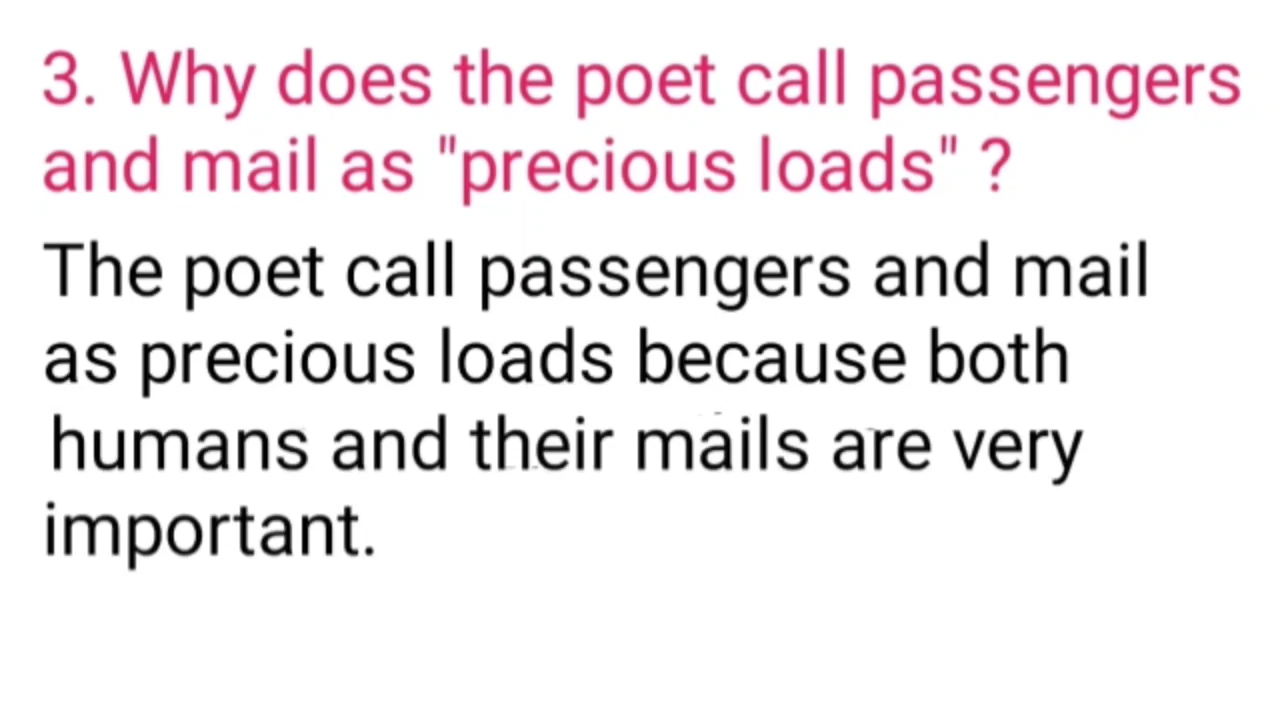 3. Why does the poet call passengers
and mail as "precious loads" ?
The poet call passengers and mail
as precious loads because both
humans and their mails are very
important.